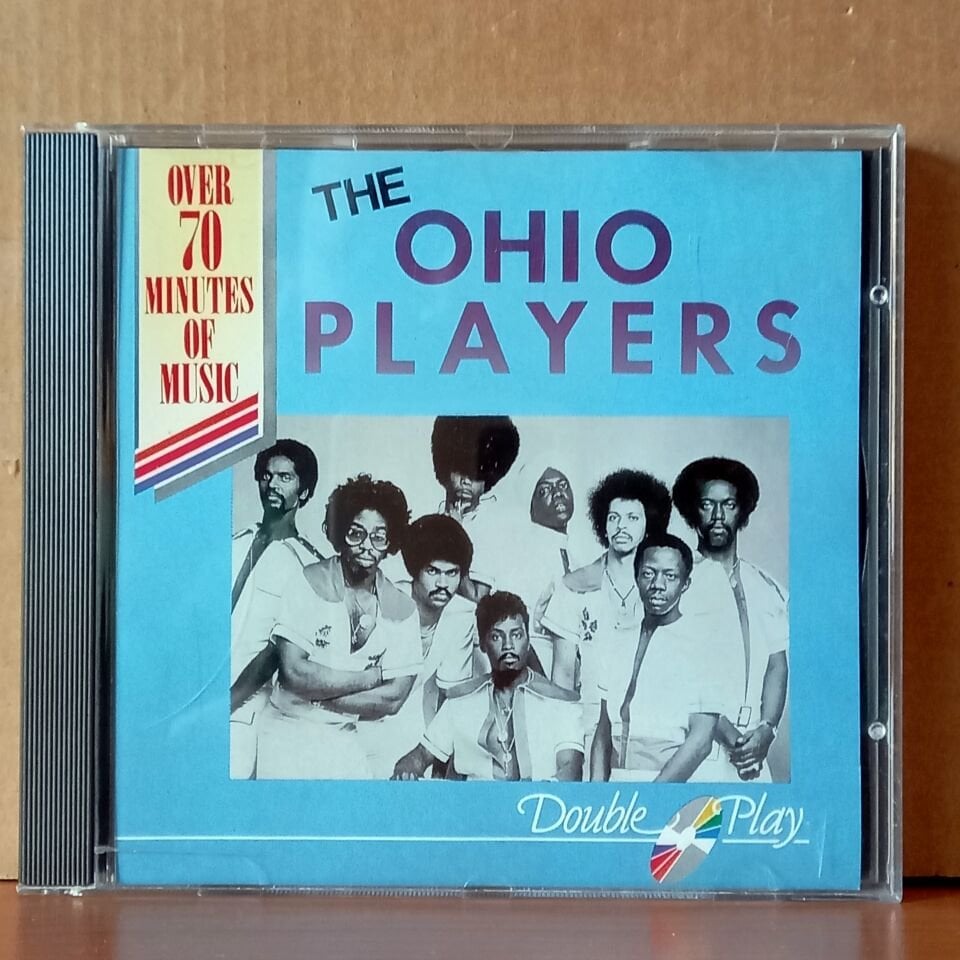 OVER
70
MINUTES
OF
MUSIC
THE
OHIO
PLAYERS
Double Play